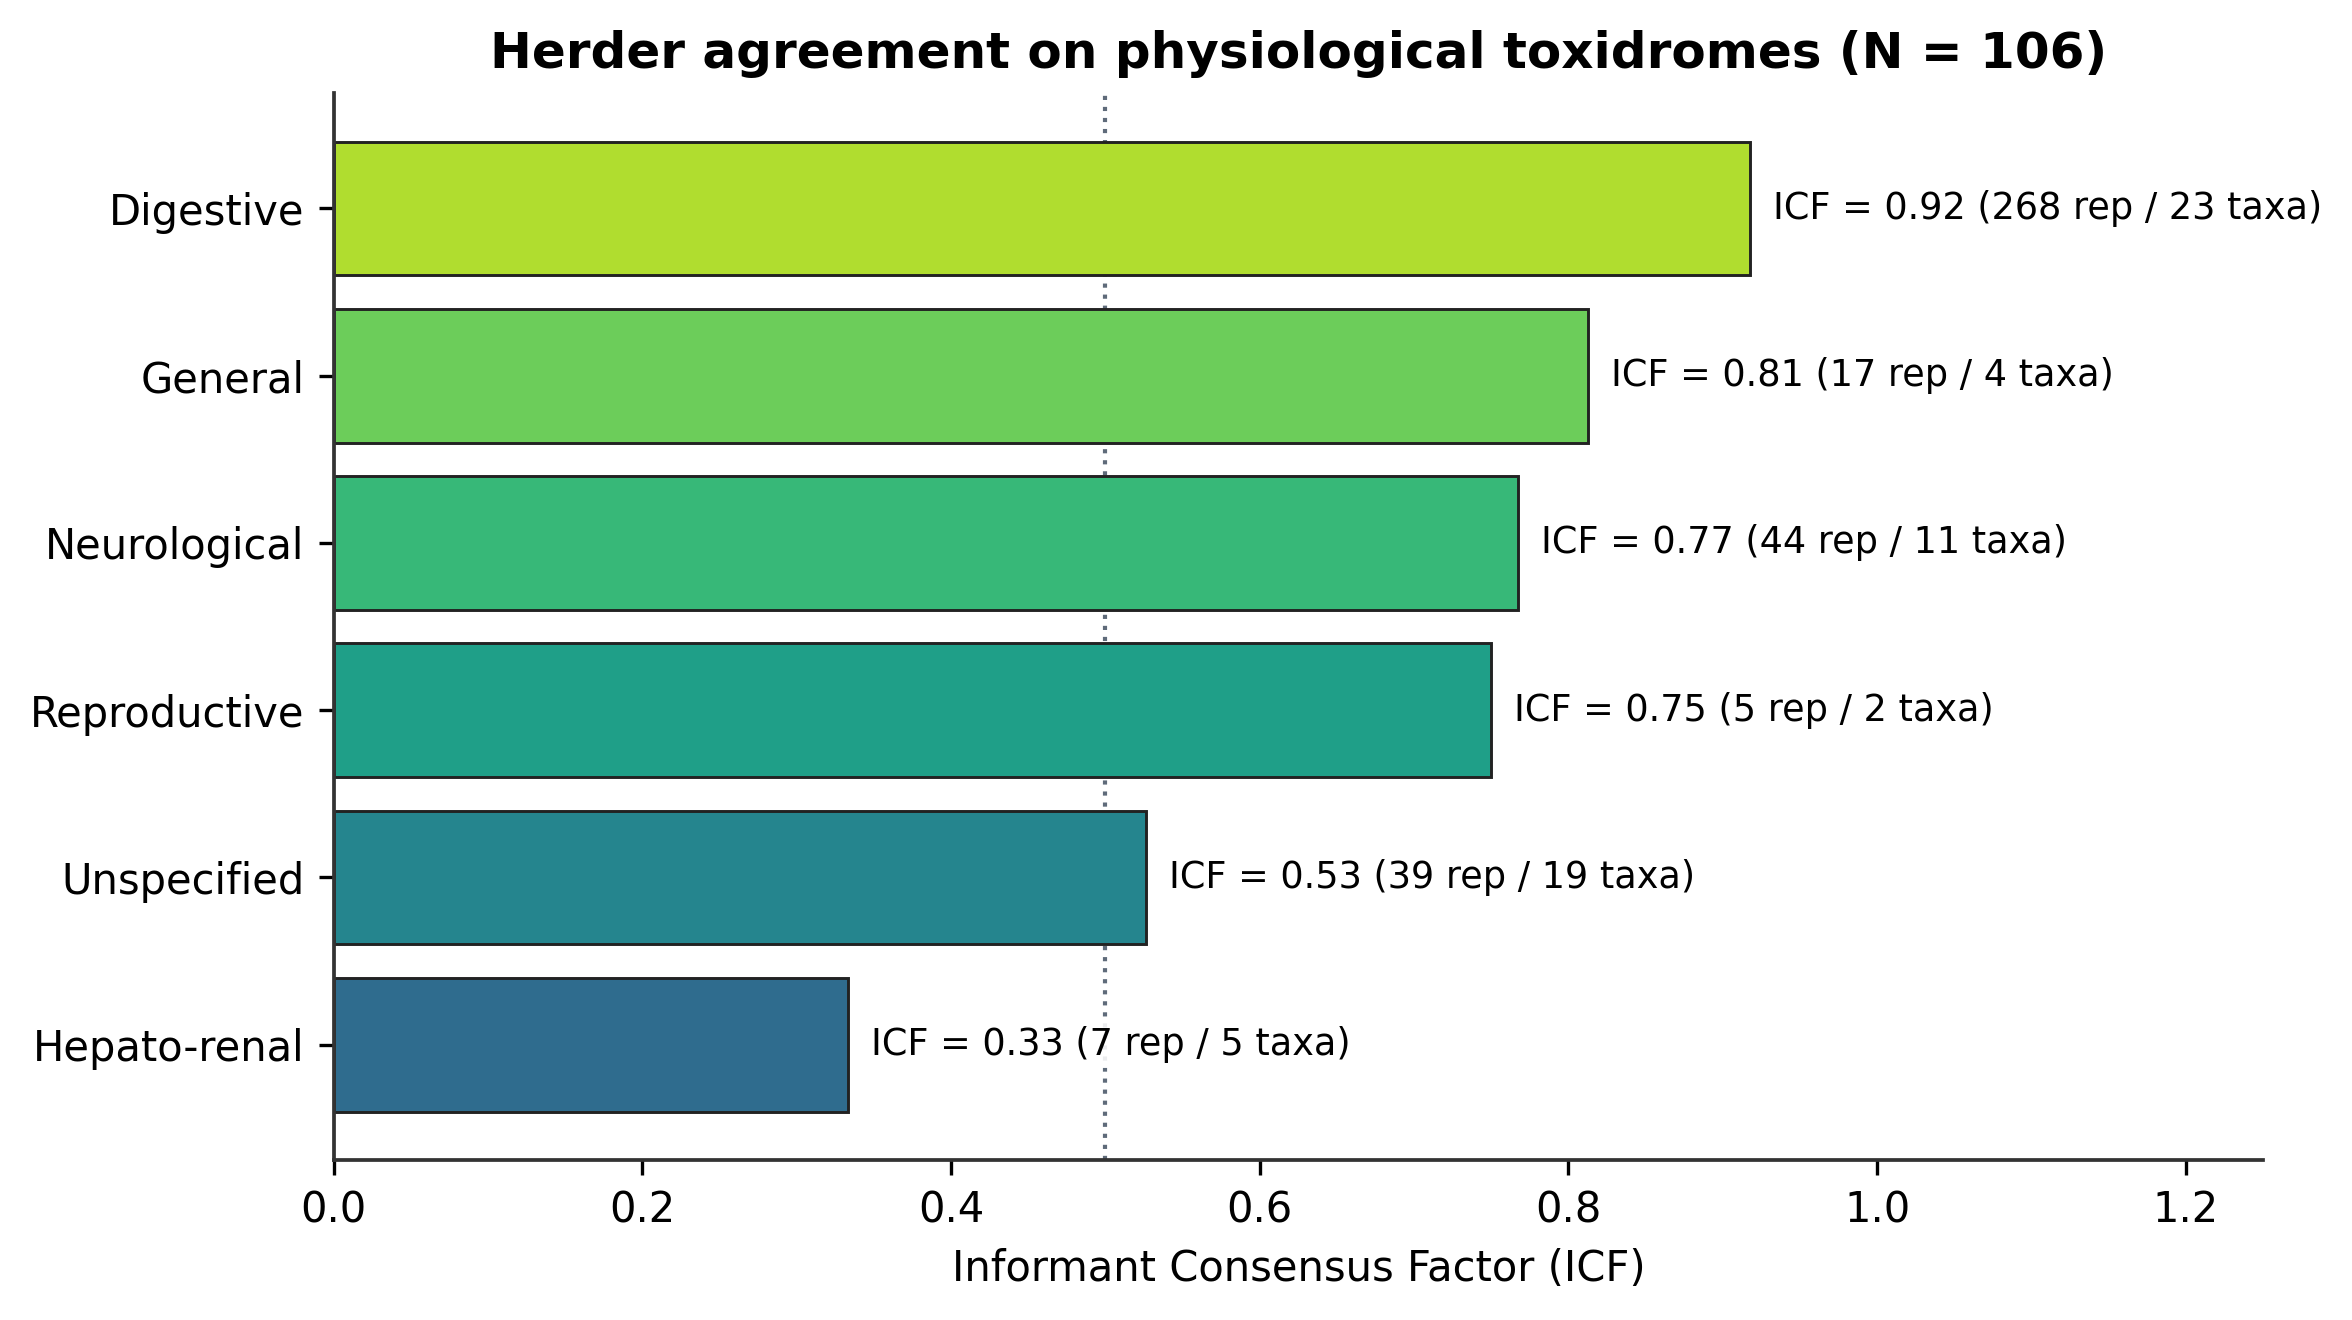 Herder agreement on physiological toxidromes (N = 106)
Digestive
ICF = 0.92 (268 rep / 23 taxa)
General
ICF = 0.81 (17 rep / 4 taxa)
Neurological
ICF = 0.77 (44 rep / 11 taxa)
Reproductive
ICF = 0.75 (5 rep / 2 taxa)
Unspecified
ICF = 0.53 (39 rep / 19 taxa)
Hepato-renal
ICF = 0.33 (7 rep / 5 taxa)
0.0 0.2 0.4 0.6 0.8 1.0 1.2
Informant Consensus Factor (ICF)